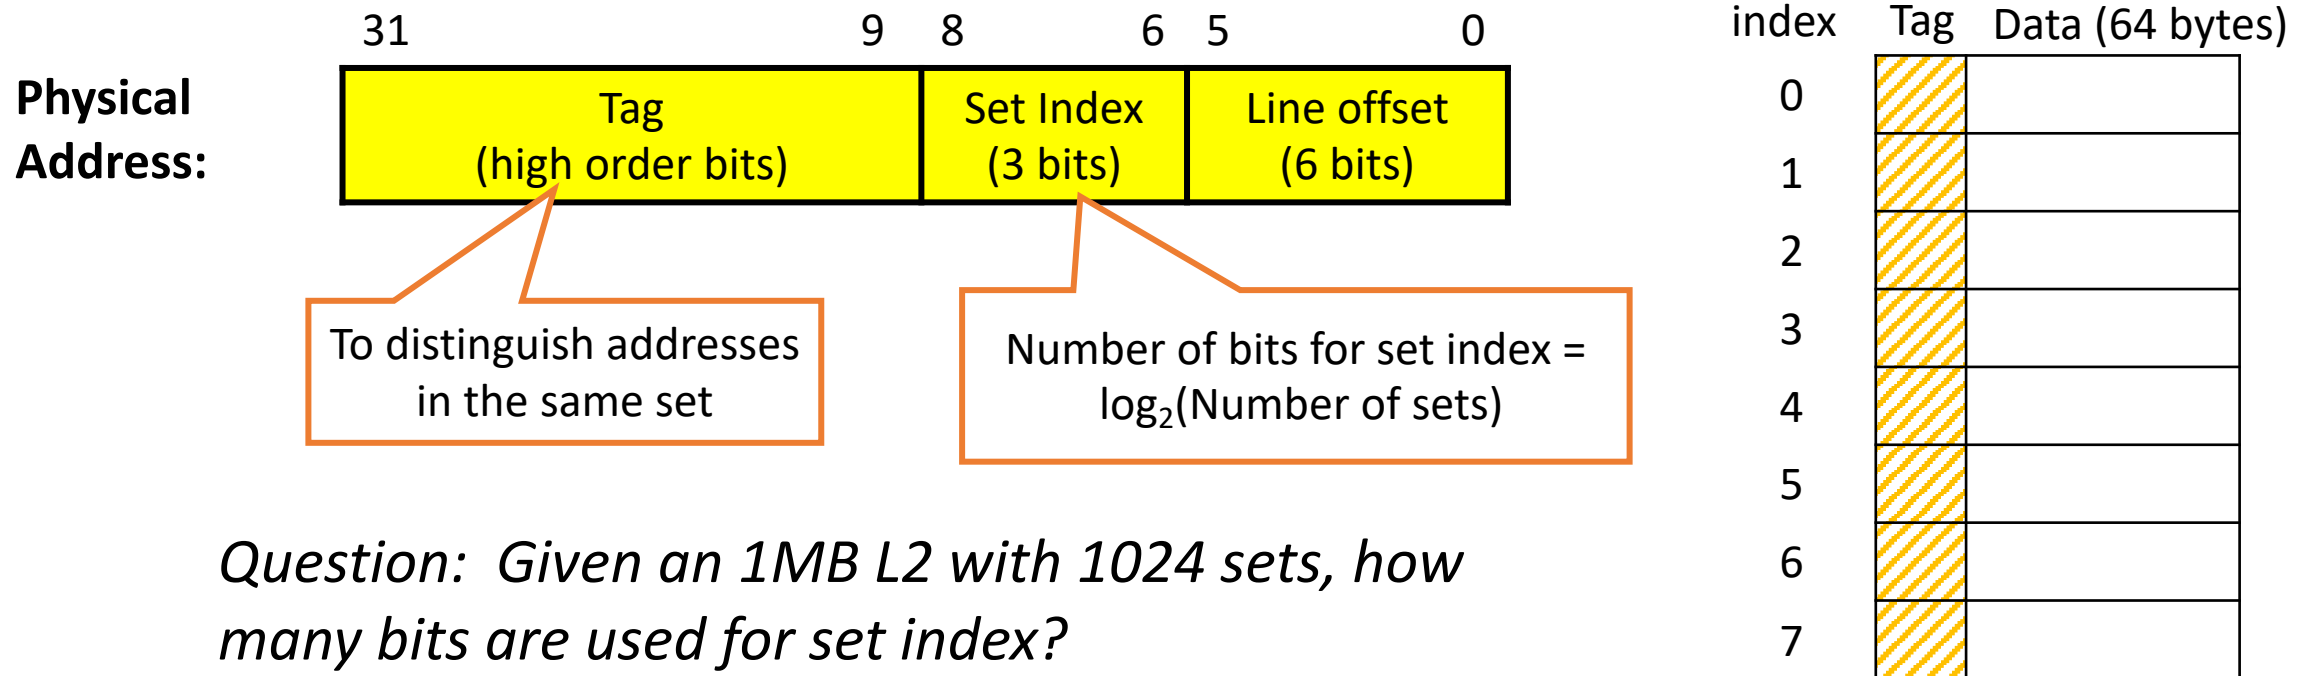 31 9 8 6 5 0
Physical
Address:
Tag
(high order bits)
Set Index
(3 bits)
Line offset
(6 bits)
To distinguish addresses
in the same set
Number of bits for set index =
log₂(Number of sets)
Question: Given an 1MB L2 with 1024 sets, how
many bits are used for set index?
index Tag Data (64 bytes)
0
1
2
3
4
5
6
7